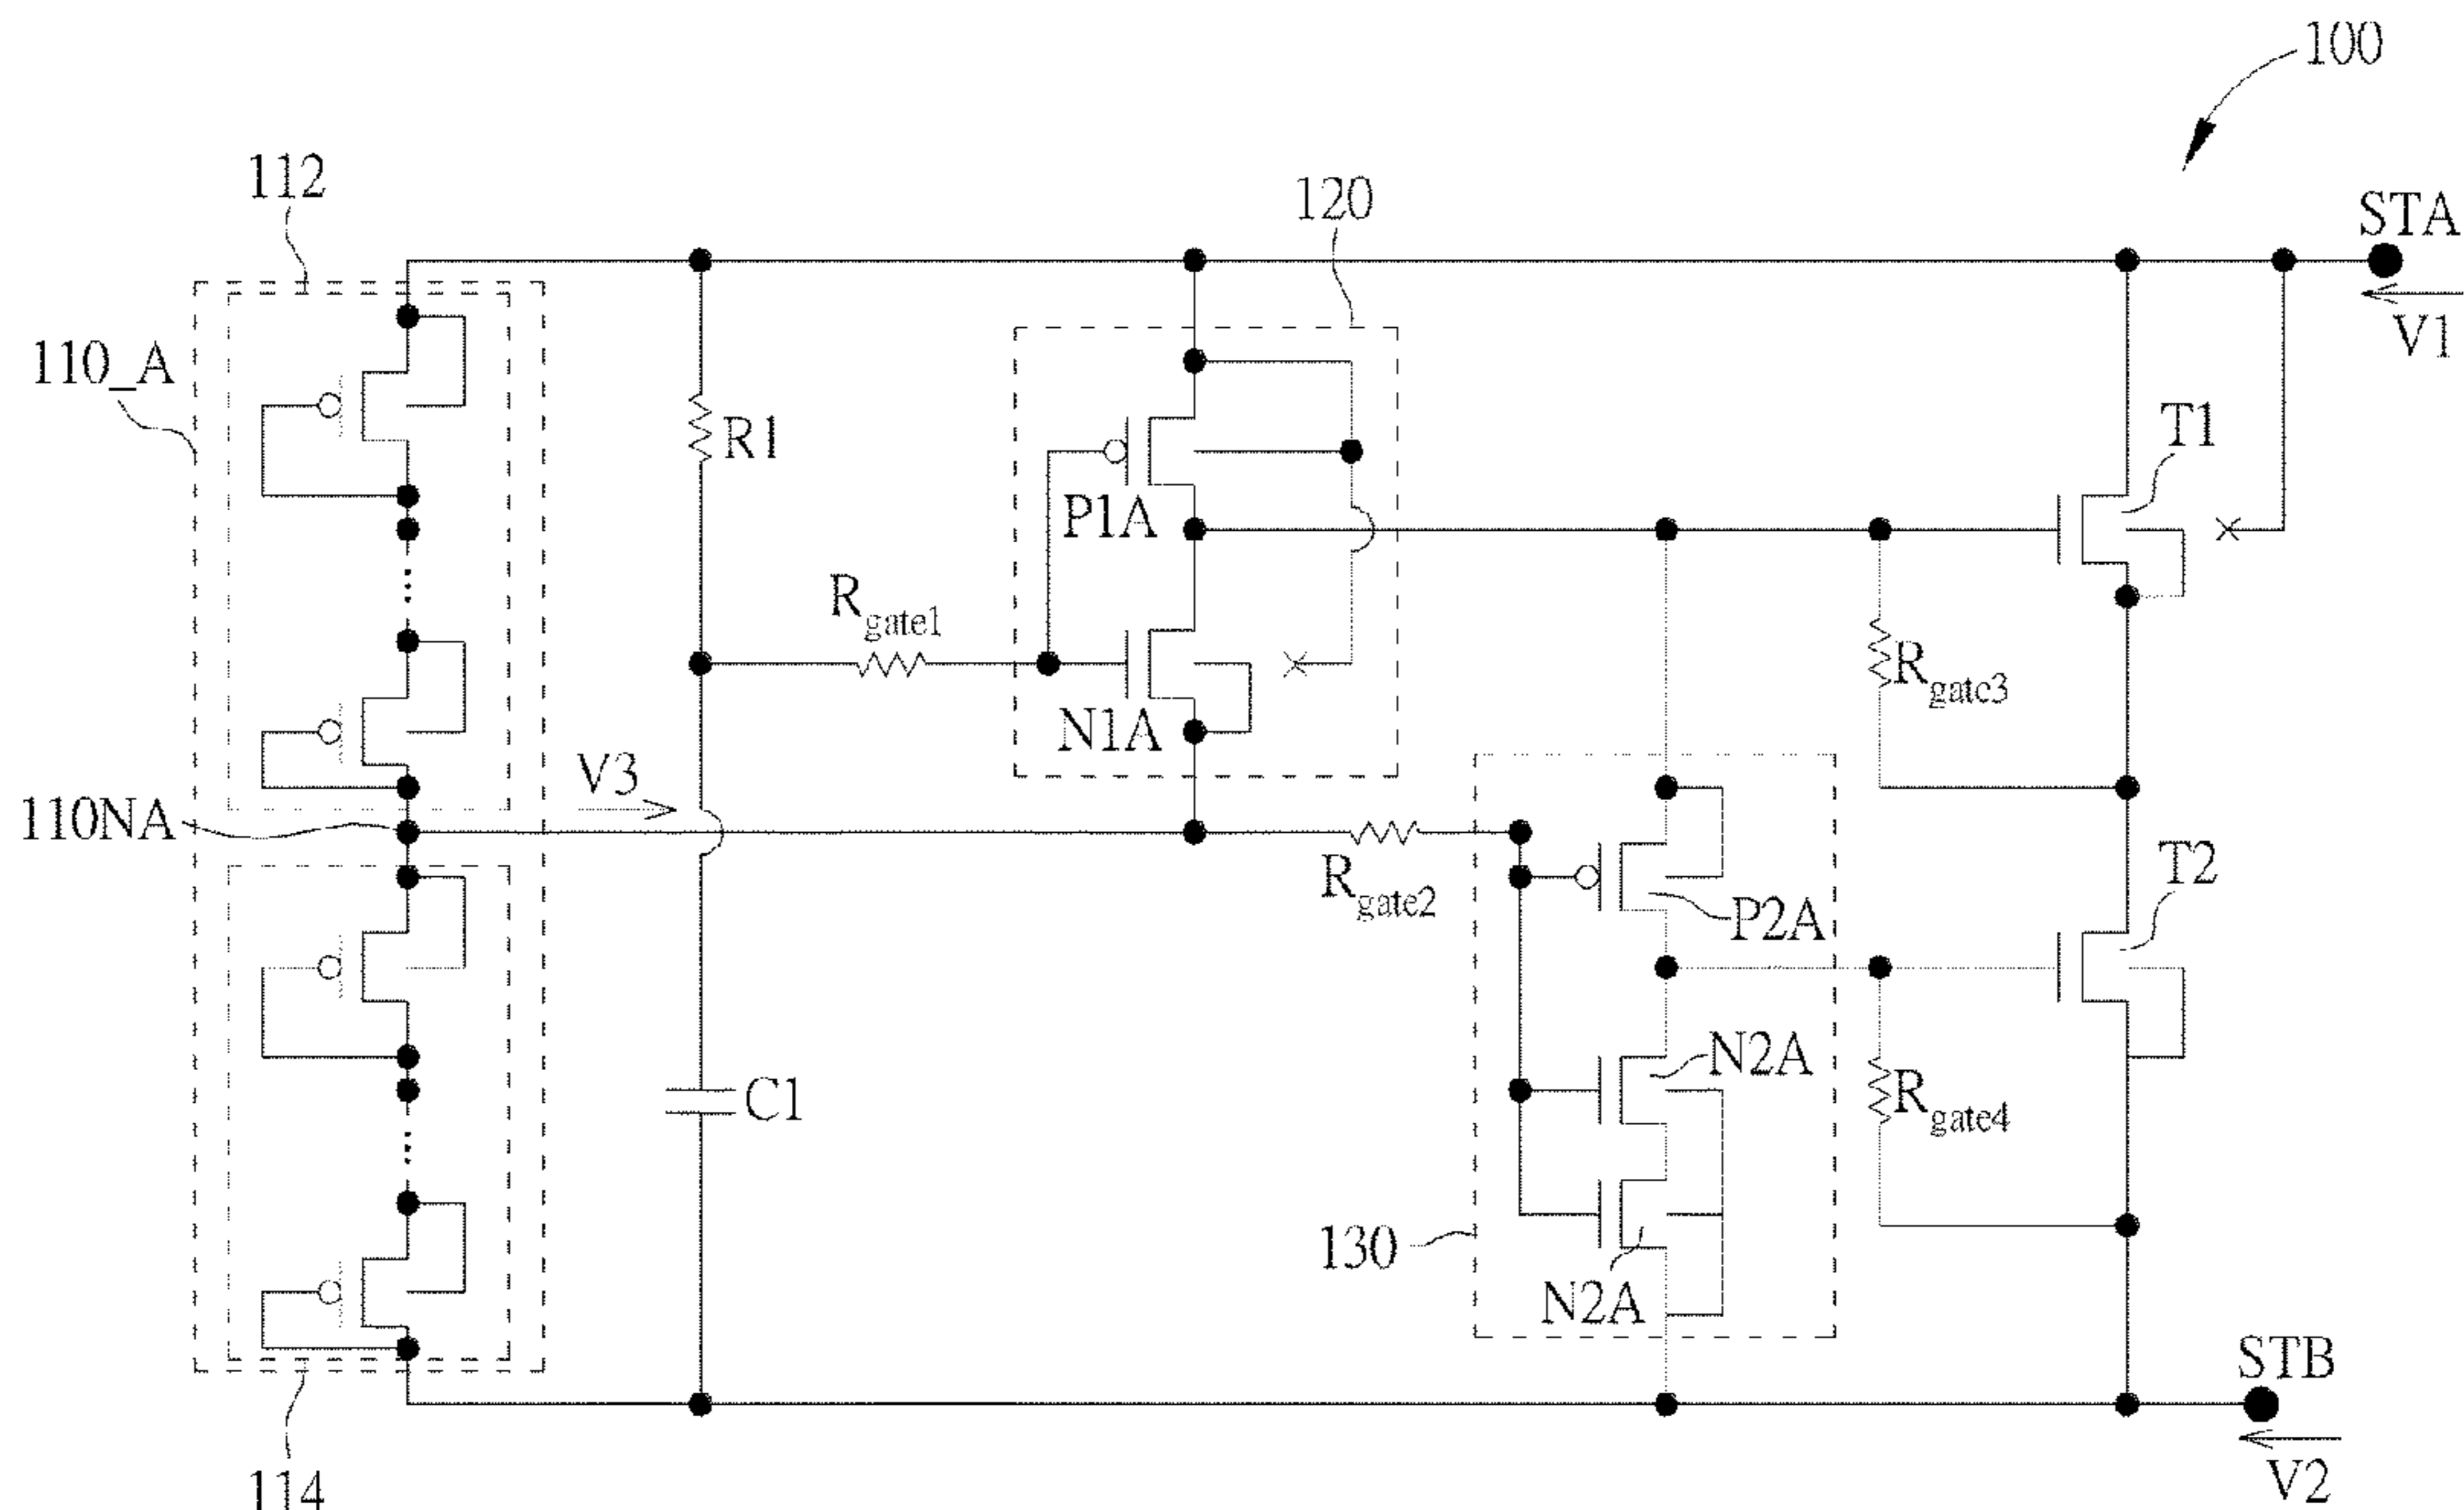 100
112
120
STA
V1
110_A
T1
R1
P1A
Rgate1
Rgate3
N1A
V3
110NA
Rgate2
T2
P2A
N2A
C1
Rgate4
130
N2A
STB
V2
114